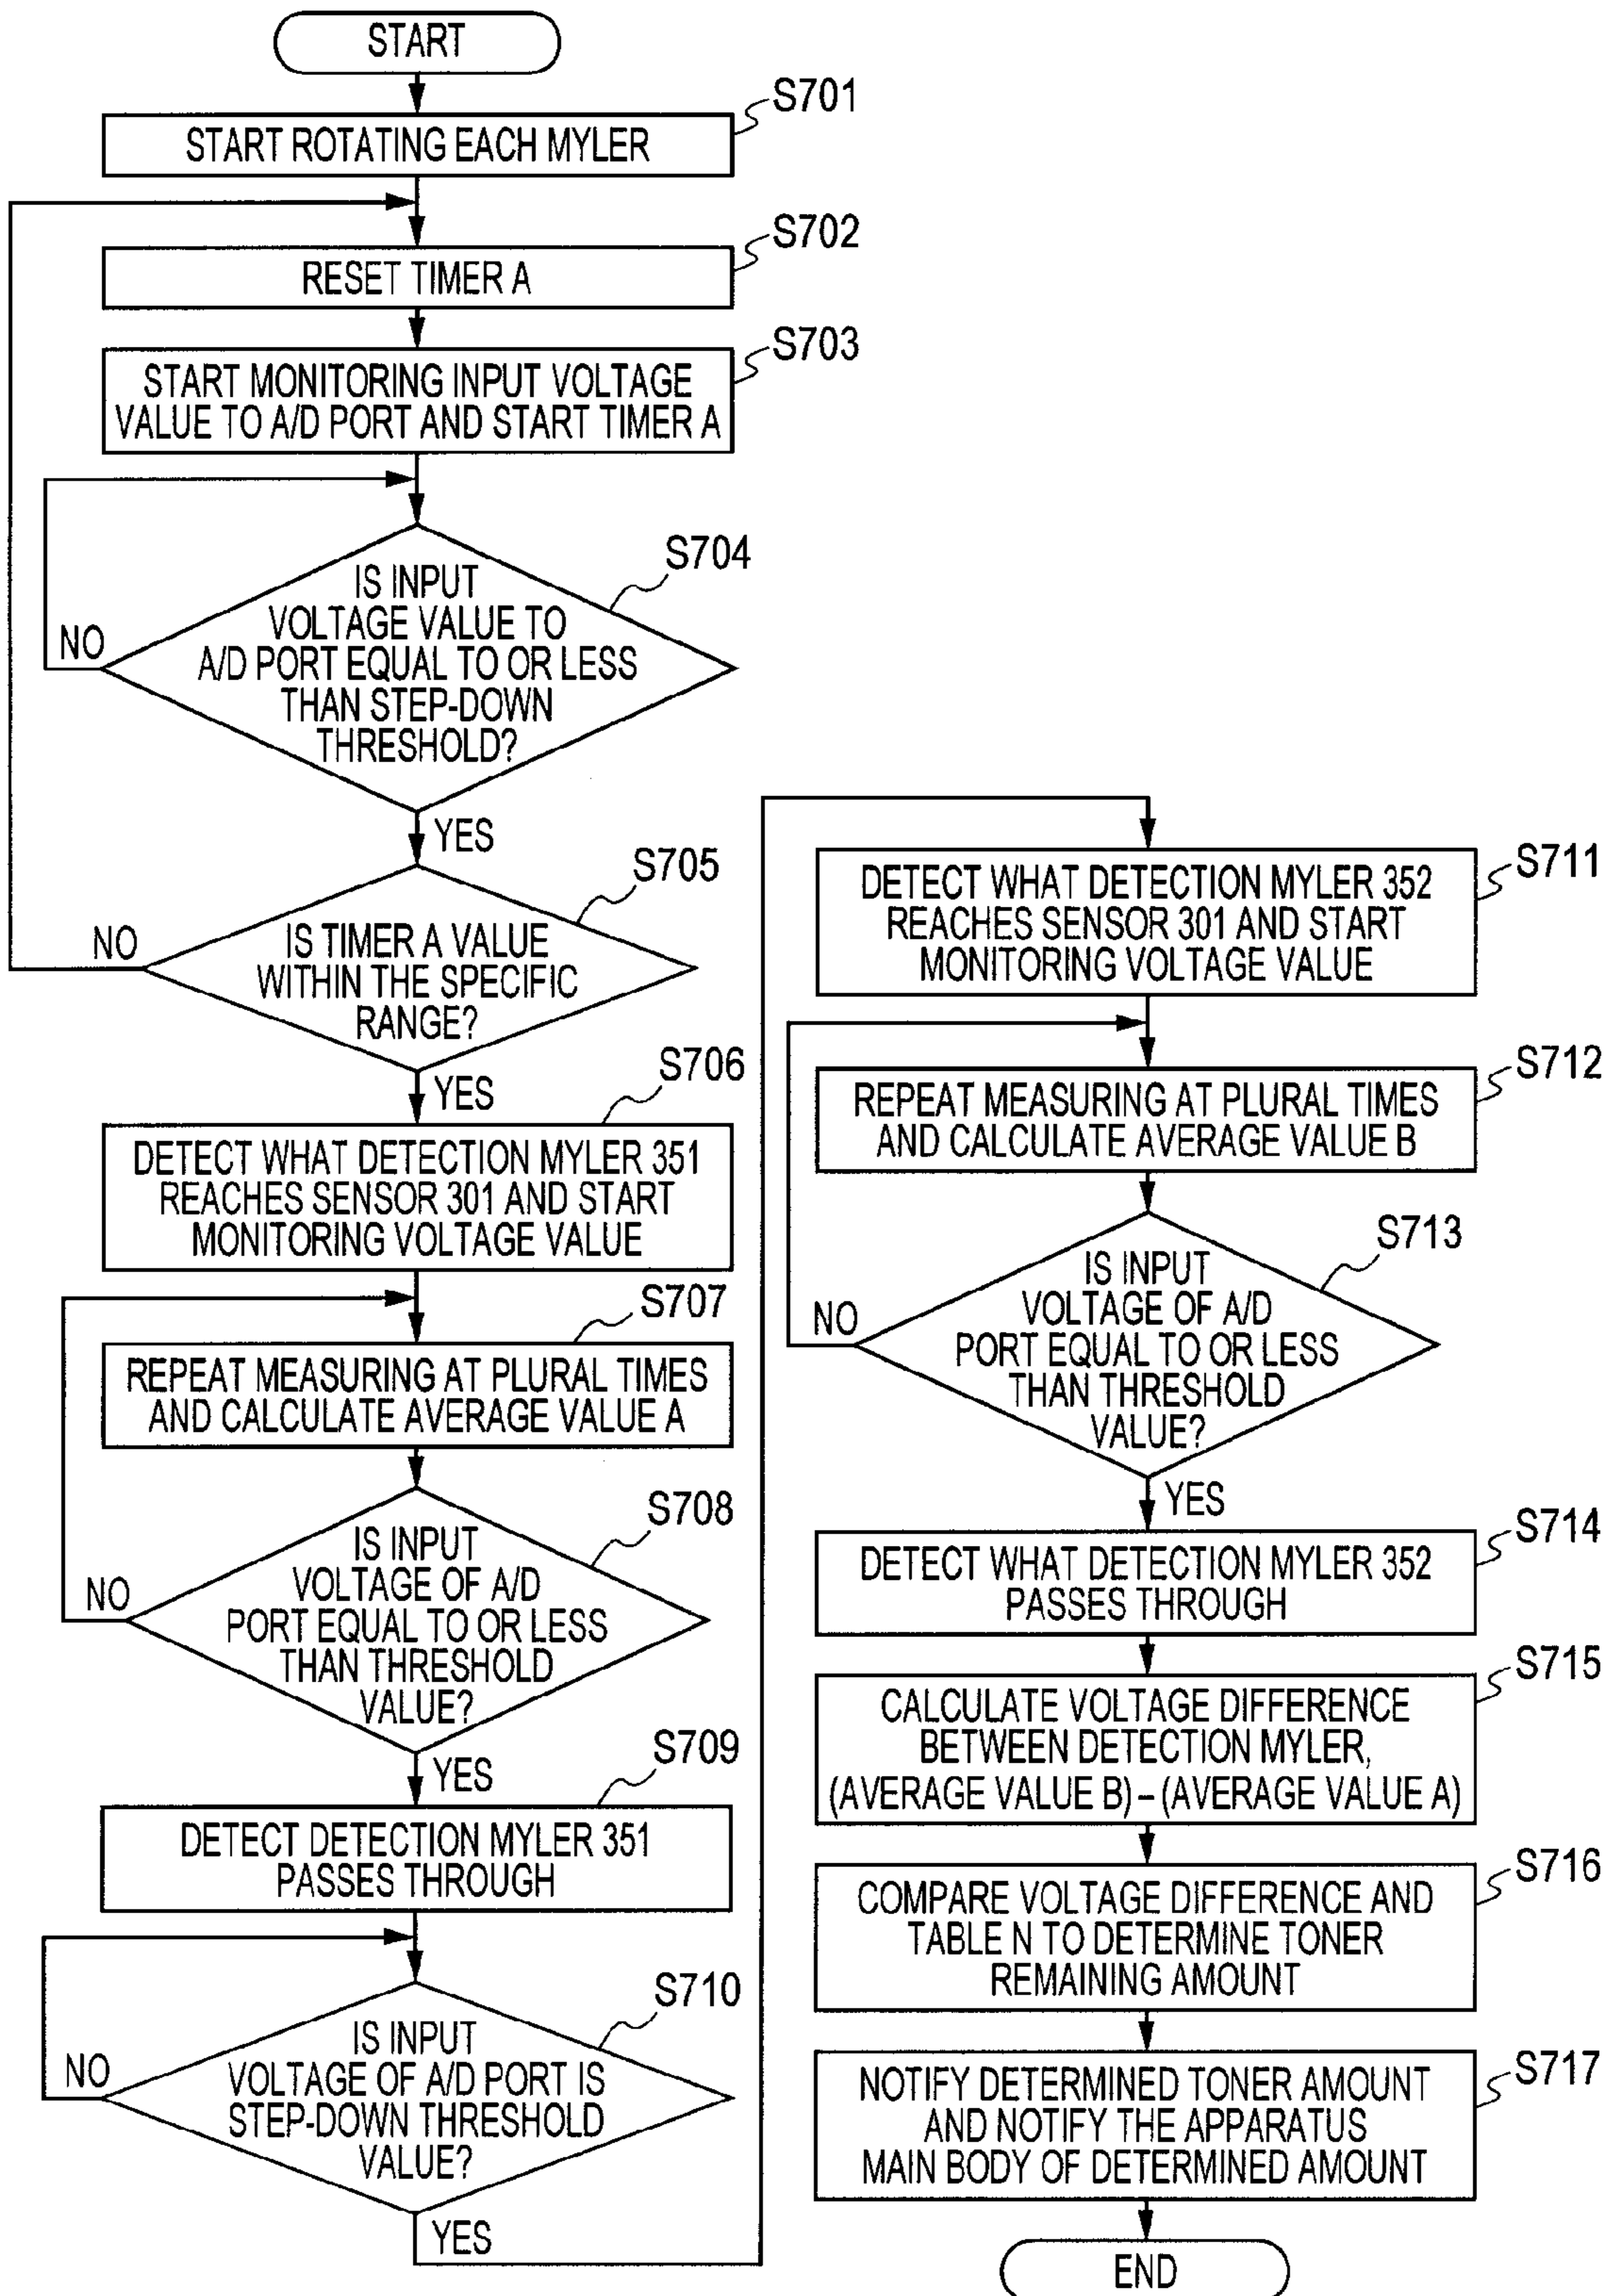 START
S701
START ROTATING EACH MYLER
S702
RESET TIMER A
S703
START MONITORING INPUT VOLTAGE
VALUE TO A/D PORT AND START TIMER A
S704
IS INPUT
VOLTAGE VALUE TO
A/D PORT EQUAL TO OR LESS
THAN STEP-DOWN
THRESHOLD?
NO
YES
S705
IS TIMER A VALUE
WITHIN THE SPECIFIC
RANGE?
NO
YES
S706
DETECT WHAT DETECTION MYLER 351
REACHES SENSOR 301 AND START
MONITORING VOLTAGE VALUE
S707
REPEAT MEASURING AT PLURAL TIMES
AND CALCULATE AVERAGE VALUE A
S708
IS INPUT
VOLTAGE OF A/D
PORT EQUAL TO OR LESS
THAN THRESHOLD
VALUE?
NO
YES
S709
DETECT DETECTION MYLER 351
PASSES THROUGH
S710
IS INPUT
VOLTAGE OF A/D PORT IS
STEP-DOWN THRESHOLD
VALUE?
NO
YES
S711
DETECT WHAT DETECTION MYLER 352
REACHES SENSOR 301 AND START
MONITORING VOLTAGE VALUE
S712
REPEAT MEASURING AT PLURAL TIMES
AND CALCULATE AVERAGE VALUE B
S713
IS INPUT
VOLTAGE OF A/D
PORT EQUAL TO OR LESS
THAN THRESHOLD
VALUE?
NO
YES
S714
DETECT WHAT DETECTION MYLER 352
PASSES THROUGH
S715
CALCULATE VOLTAGE DIFFERENCE
BETWEEN DETECTION MYLER,
(AVERAGE VALUE B) – (AVERAGE VALUE A)
S716
COMPARE VOLTAGE DIFFERENCE AND
TABLE N TO DETERMINE TONER
REMAINING AMOUNT
S717
NOTIFY DETERMINED TONER AMOUNT
AND NOTIFY THE APPARATUS
MAIN BODY OF DETERMINED AMOUNT
END